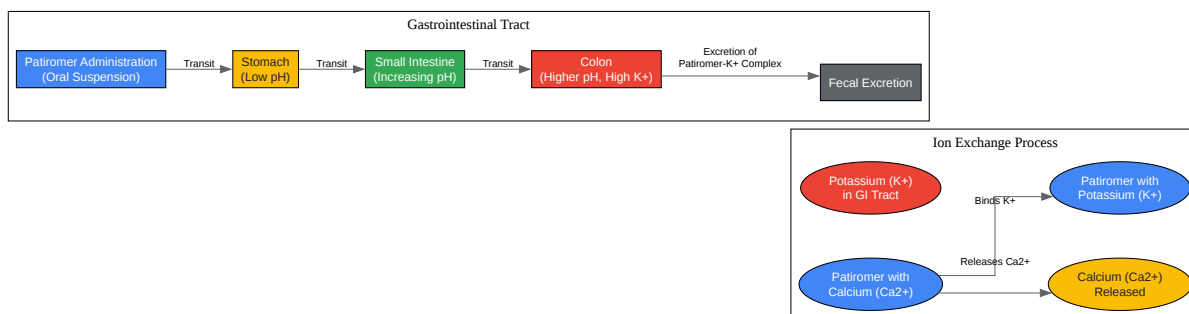 Gastrointestinal Tract
Patiromer Administration
(Oral Suspension)
Transit
Stomach
(Low pH)
Transit
Small Intestine
(Increasing pH)
Transit
Colon
(Higher pH, High K+)
Excretion of
Patiromer-K+ Complex
Fecal Excretion
Ion Exchange Process
Potassium (K+)
in GI Tract
Patiromer with
Potassium (K+)
Binds K+
Releases Ca2+
Patiromer with
Calcium (Ca2+)
Calcium (Ca2+)
Released